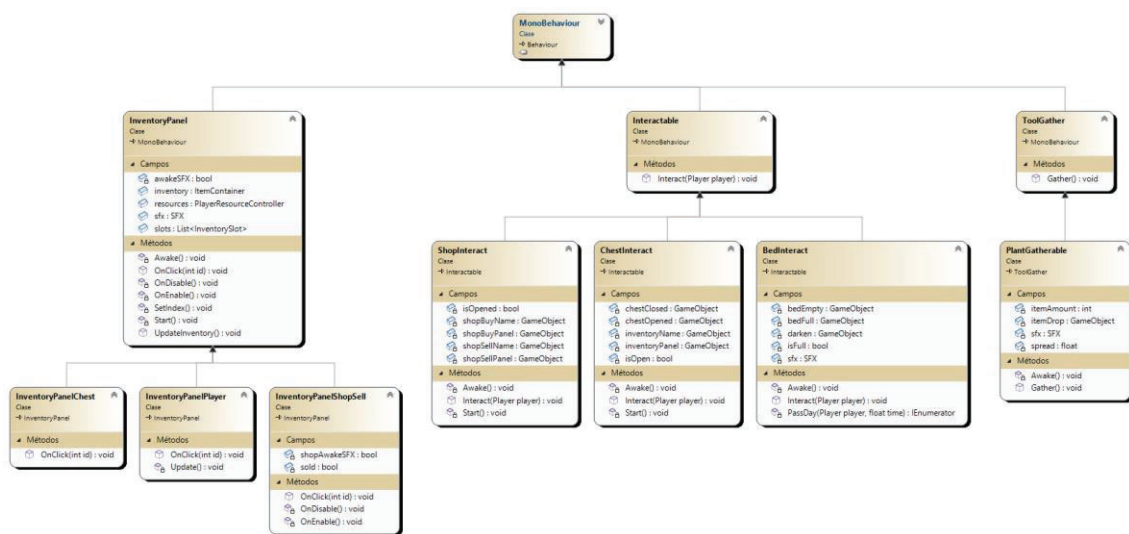 MonoBehaviour
Clase
Behaviour
InventoryPanel
Clase
MonoBehaviour
Campos
awakeSFX : bool
inventory : ItemContainer
resources : PlayerResourceController
sfx : SFX
slots : List<InventorySlot>
Métodos
Awake() : void
OnClick(int id) : void
OnDisable() : void
OnEnable() : void
SetIndex() : void
Start() : void
UpdateInventory() : void
Interactable
Clase
MonoBehaviour
Métodos
Interact(Player player) : void
ToolGather
Clase
MonoBehaviour
Métodos
Gather() : void
ShopInteract
Clase
Interactable
Campos
isOpened : bool
shopBuyName : GameObject
shopBuyPanel : GameObject
shopSellName : GameObject
shopSellPanel : GameObject
Métodos
Awake() : void
Interact(Player player) : void
Start() : void
ChestInteract
Clase
Interactable
Campos
chestClosed : GameObject
chestOpened : GameObject
inventoryName : GameObject
inventoryPanel : GameObject
isOpen : bool
Métodos
Awake() : void
Interact(Player player) : void
Start() : void
BedInteract
Clase
Interactable
Campos
bedEmpty : GameObject
bedFull : GameObject
darken : GameObject
isFull : bool
sfx : SFX
Métodos
Awake() : void
Interact(Player player) : void
PassDay(Player player, float time) : IEnumerator
PlantGatherable
Clase
ToolGather
Campos
itemAmount : int
itemDrop : GameObject
sfx : SFX
spread : float
Métodos
Awake() : void
Gather() : void
InventoryPanelChest
Clase
InventoryPanel
Métodos
OnClick(int id) : void
InventoryPanelPlayer
Clase
InventoryPanel
Métodos
OnClick(int id) : void
Update() : void
InventoryPanelShopSell
Clase
InventoryPanel
Campos
shopAwakeSFX : bool
sold : bool
Métodos
OnClick(int id) : void
OnDisable() : void
OnEnable() : void